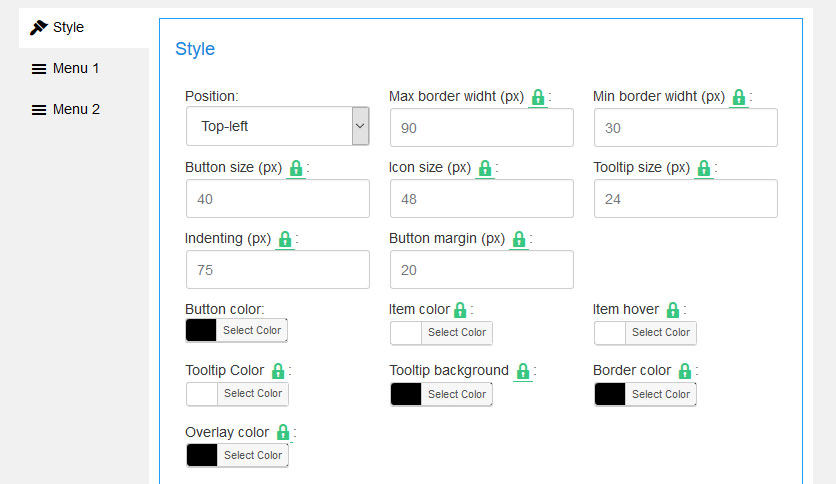 Style
Menu 1
Menu 2
Style
Position:
Max border widht (px) :
Min border widht (px) :
Top-left
90
30
Button size (px) :
Icon size (px) :
Tooltip size (px) :
40
48
24
Indenting (px) :
Button margin (px) :
75
20
Button color:
Item color :
Item hover :
Select Color
Select Color
Select Color
Tooltip Color :
Tooltip background :
Border color :
Select Color
Select Color
Select Color
Overlay color :
Select Color